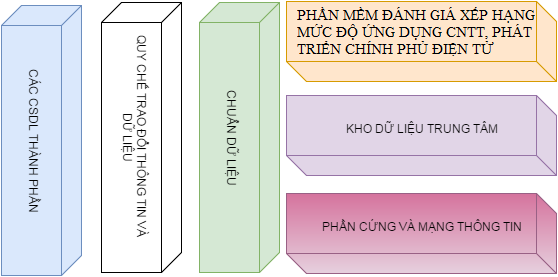 CÁC CSDL THÀNH PHẦN
QUY CHẾ TRAO ĐỔI THÔNG TIN VÀ
DỮ LIỆU
CHUẨN DỮ LIỆU
PHẦN MỀM ĐÁNH GIÁ XẾP HẠNG
MỨC ĐỘ ỨNG DỤNG CNTT, PHÁT
TRIỂN CHÍNH PHỦ ĐIỆN TỬ
KHO DỮ LIỆU TRUNG TÂM
PHẦN CỨNG VÀ MẠNG THÔNG TIN